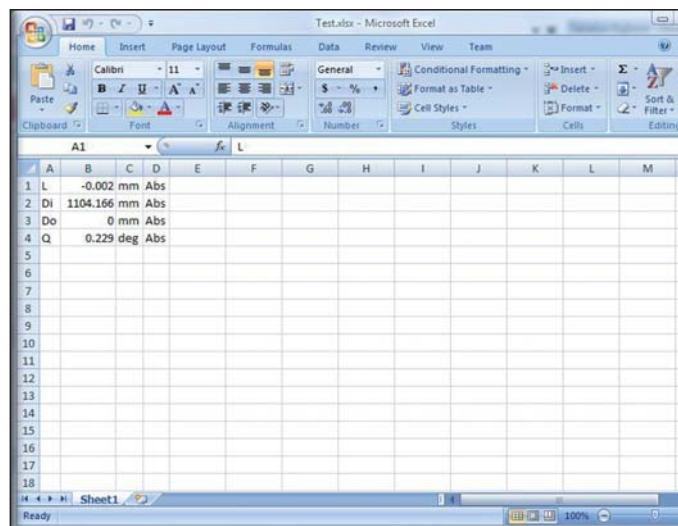 Test.xlsx - Microsoft Excel
Home Insert Page Layout Formulas Data Review View Team
Paste
Calibri 11
B I U A A
A
General
$ % ,
Conditional Formatting
Format as Table
Cell Styles
Insert
Delete
Format
Σ
Sort &
Filter
Clipboard Font Alignment Number Styles Cells Editing
A1 fx L
A B C D E F G H I J K L M
1 L -0.002 mm Abs
2 Di 1104.166 mm Abs
3 Do 0 mm Abs
4 Q 0.229 deg Abs
5
6
7
8
9
10
11
12
13
14
15
16
17
18
Sheet1
Ready 100%